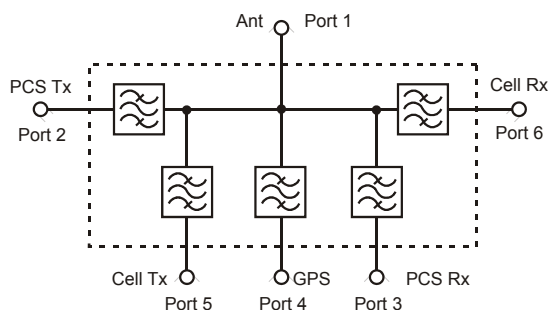 Ant Port 1
PCS Tx
Port 2
Cell Rx
Port 6
Cell Tx
Port 5
GPS
Port 4
PCS Rx
Port 3